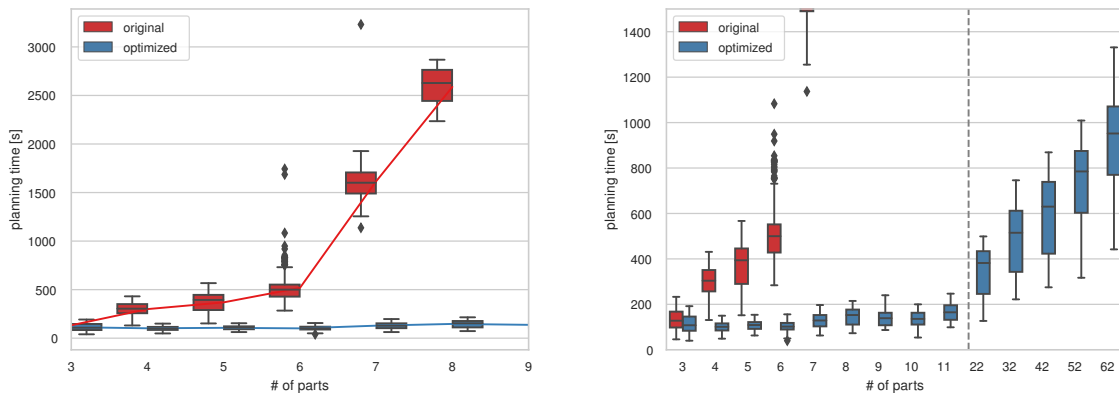 original
optimized
planning time [s]
3000
2500
2000
1500
1000
500
0
3 4 5 6 7 8 9
# of parts
original
optimized
planning time [s]
1400
1200
1000
800
600
400
200
0
3 4 5 6 7 8 9 10 11 22 32 42 52 62
# of parts